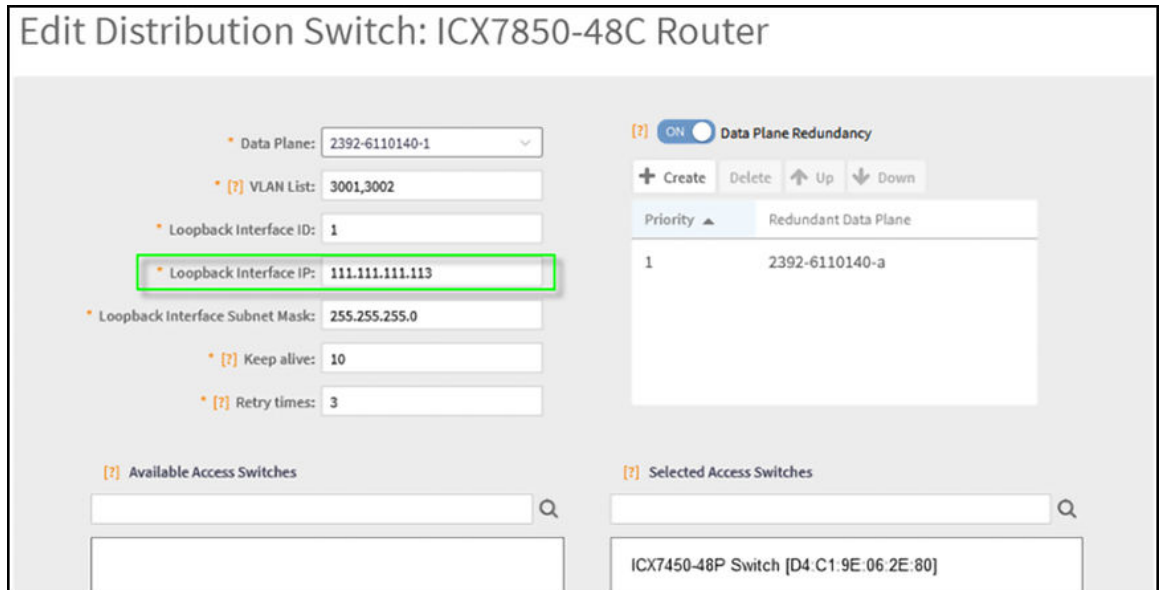 Edit Distribution Switch: ICX7850-48C Router
* Data Plane: 2392-6110140-1
* [?] VLAN List: 3001,3002
* Loopback Interface ID: 1
* Loopback Interface IP: 111.111.111.113
* Loopback Interface Subnet Mask: 255.255.255.0
* [?] Keep alive: 10
* [?] Retry times: 3
[?] ON Data Plane Redundancy
+ Create Delete ↑ Up ↓ Down
Priority ▲ Redundant Data Plane
1 2392-6110140-a
[?] Available Access Switches
[?] Selected Access Switches
ICX7450-48P Switch [D4:C1:9E:06:2E:80]